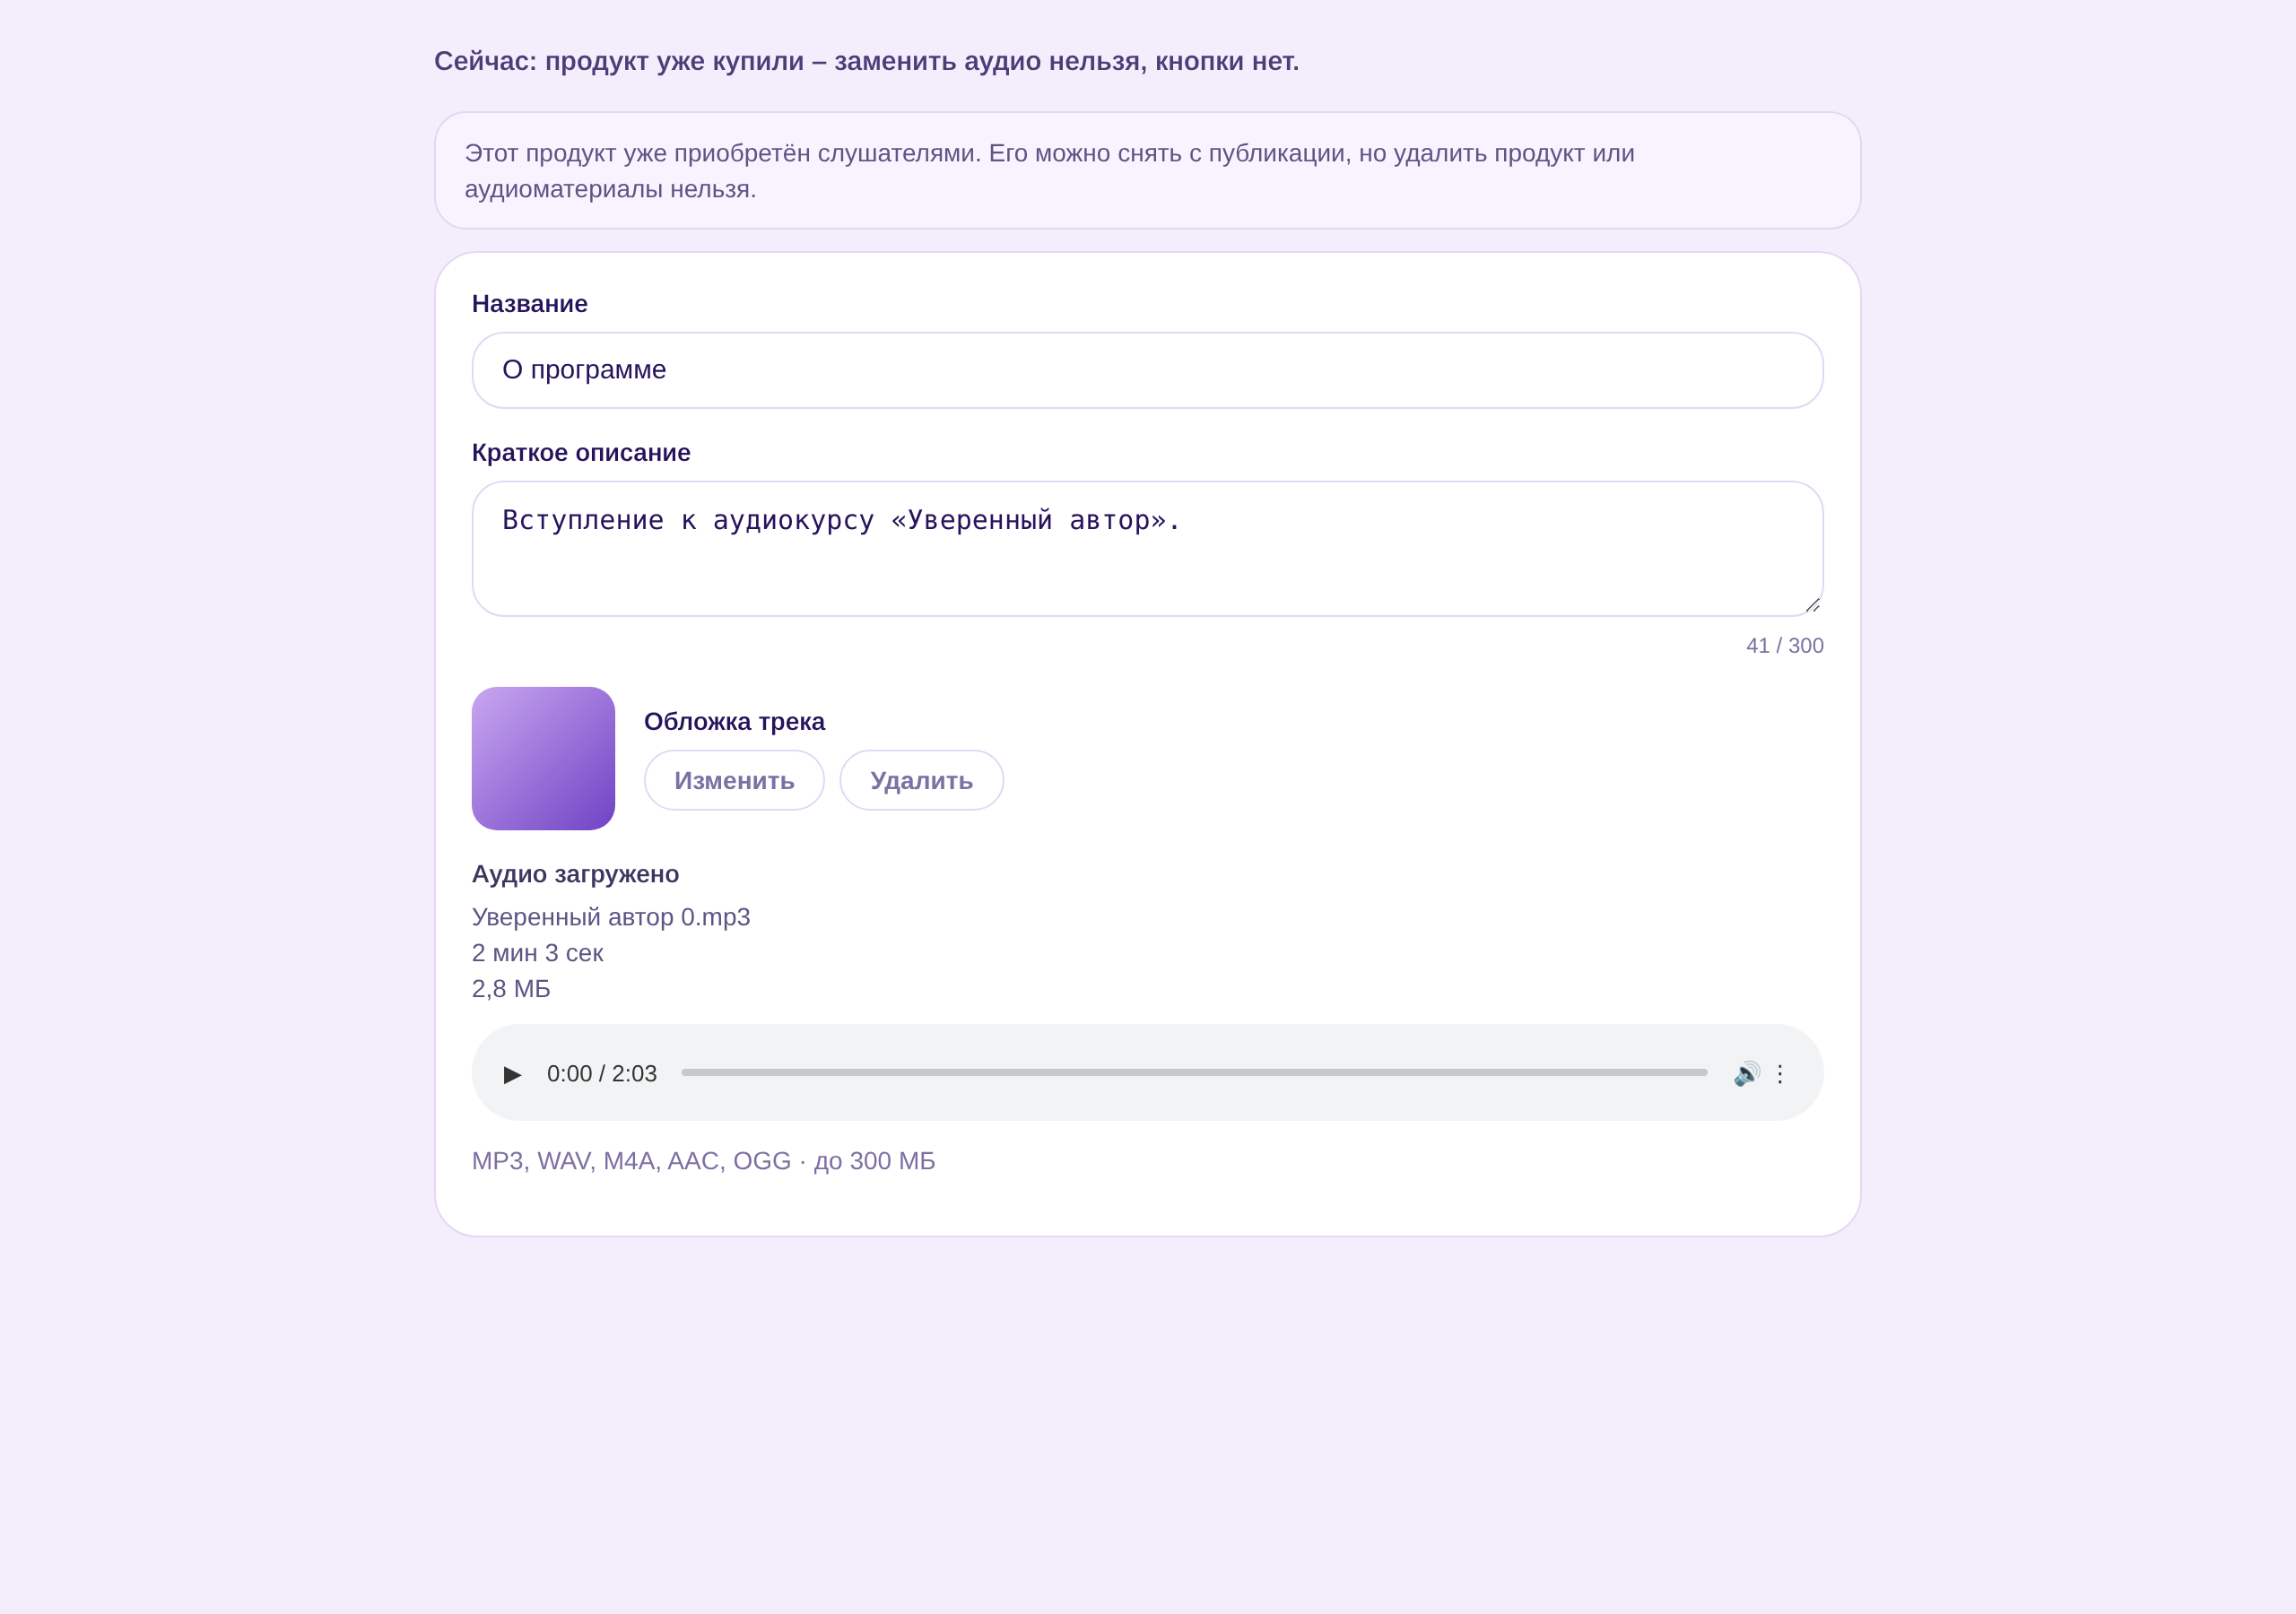 Сейчас: продукт уже купили – заменить аудио нельзя, кнопки нет.
Этот продукт уже приобретён слушателями. Его можно снять с публикации, но удалить продукт или
аудиоматериалы нельзя.
Название
О программе
Краткое описание
Вступление к аудиокурсу «Уверенный автор».
41 / 300
Обложка трека
Изменить Удалить
Аудио загружено
Уверенный автор 0.mp3
2 мин 3 сек
2,8 МБ
0:00 / 2:03
MP3, WAV, M4A, AAC, OGG · до 300 МБ